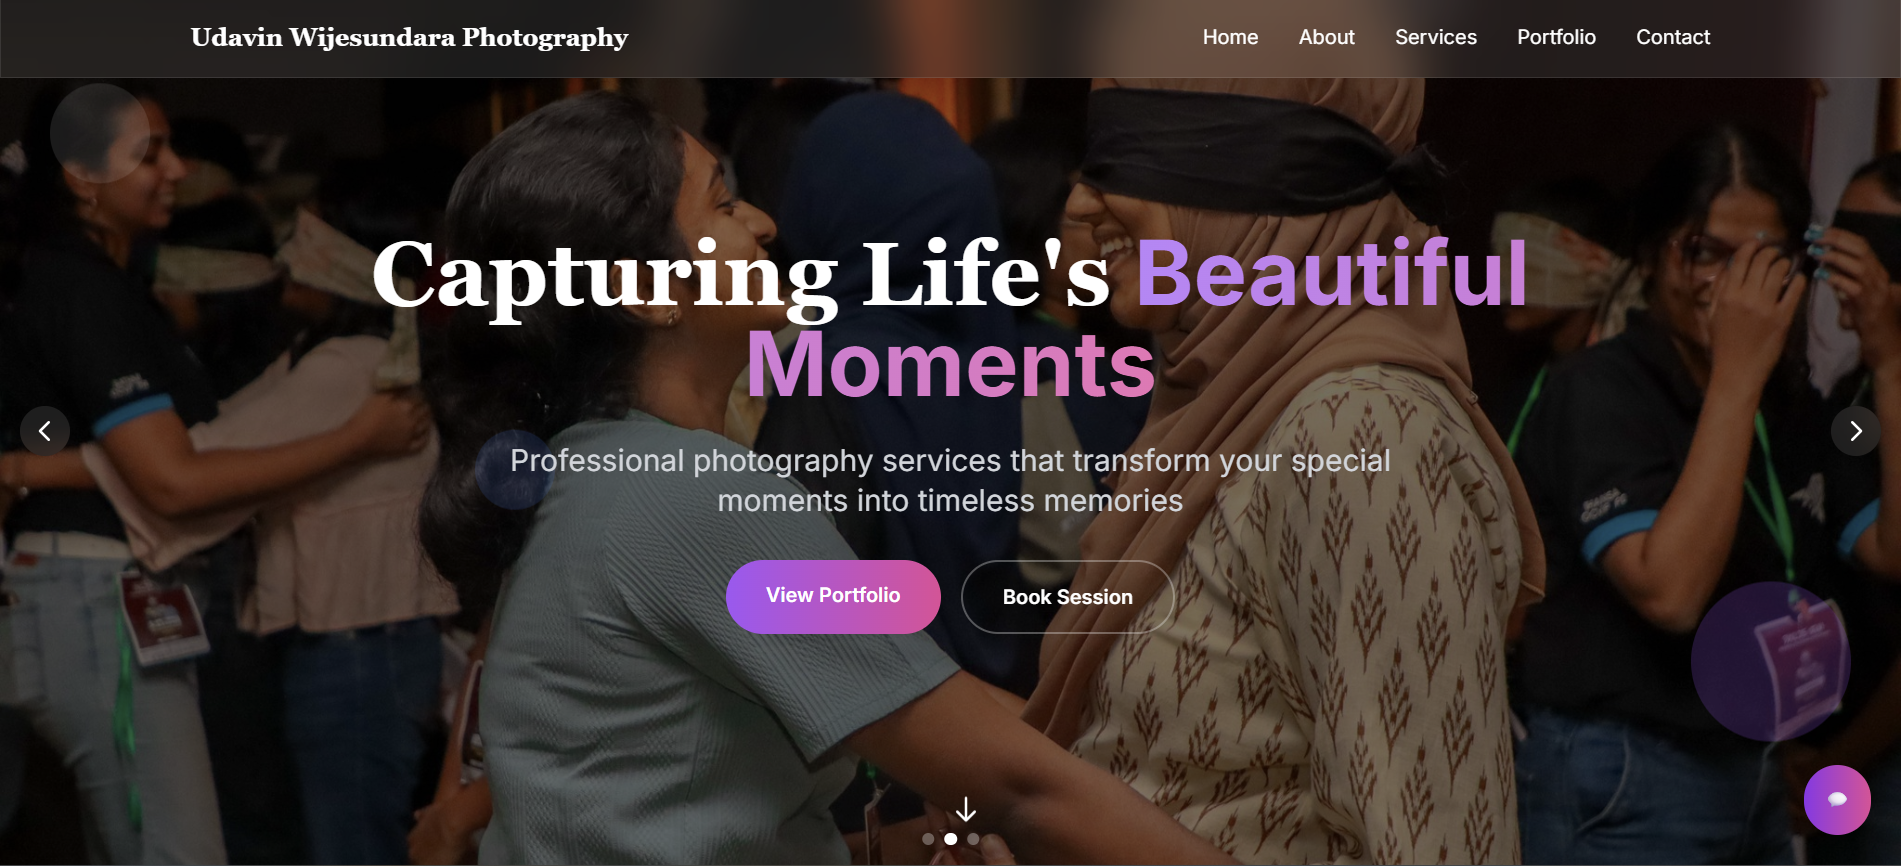 Udavin Wijesundara Photography
Home About Services Portfolio Contact
Capturing Life's Beautiful
Moments
Professional photography services that transform your special
moments into timeless memories
View Portfolio Book Session